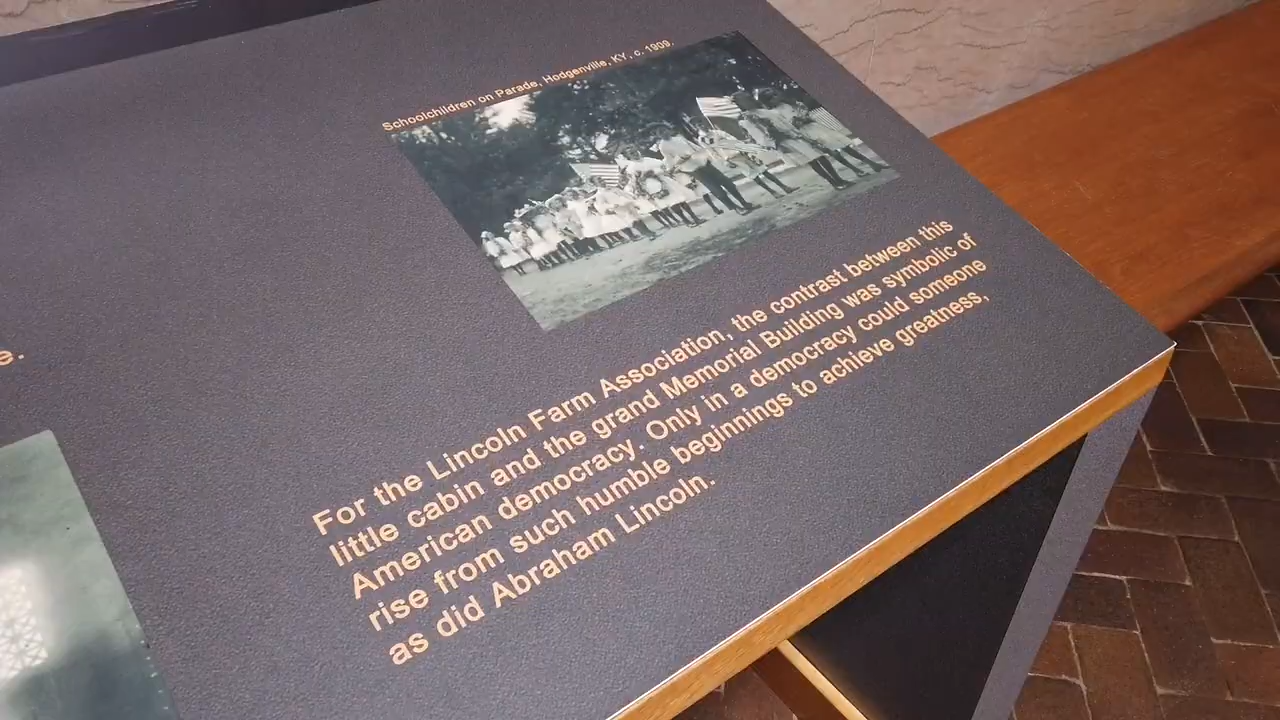 Schoolchildren on Parade, Hodgenville, KY, c. 1909.
For the Lincoln Farm Association, the contrast between this
little cabin and the grand Memorial Building was symbolic of
American democracy. Only in a democracy could someone
rise from such humble beginnings to achieve greatness,
as did Abraham Lincoln.